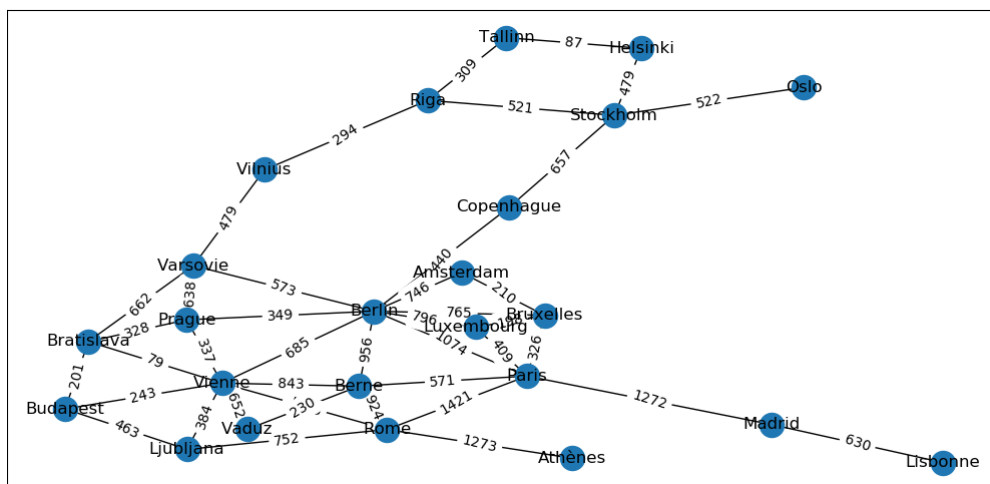 Tallinn
87
Helsinki
309
479
Oslo
Riga
521
522
Stockholm
294
657
Vilnius
Copenhague
479
440
Varsovie
Amsterdam
573
746
210
662
638
Berlin
765
Bruxelles
796
198
Prague
349
Luxembourg
328
1074
326
Bratislava
337
685
409
79
956
Vienne
843
Berne
571
Paris
201
243
652
924
1272
Budapest
384
230
1421
463
Vaduz
Rome
Madrid
Ljubljana
752
1273
630
Athènes
Lisbonne